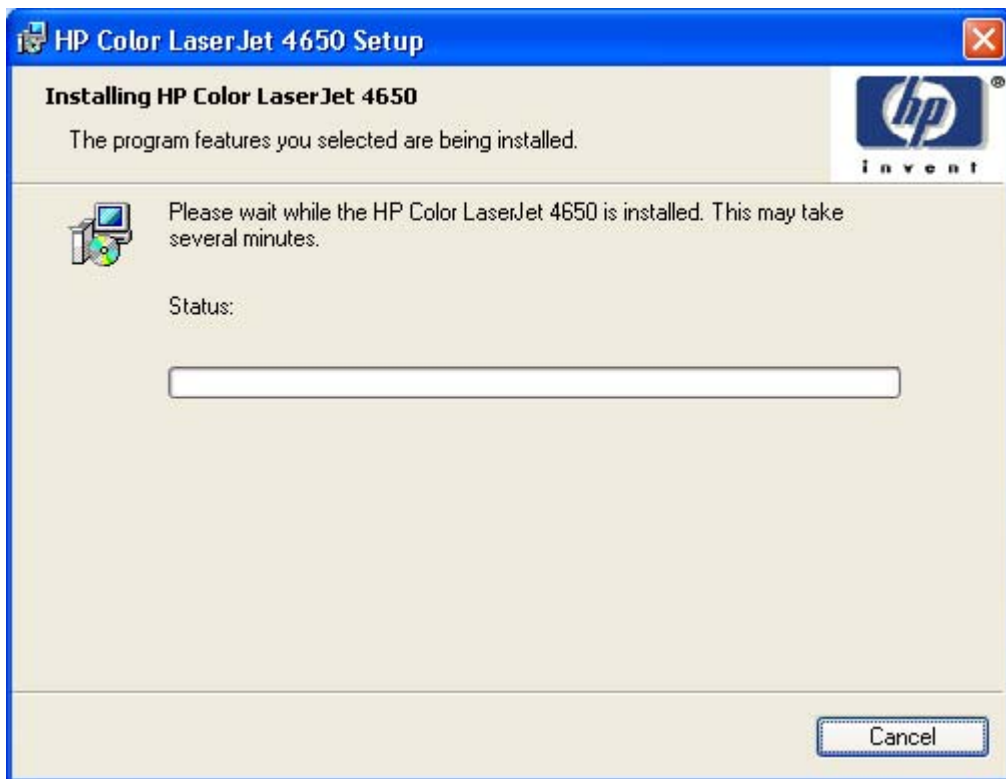 HP Color LaserJet 4650 Setup
Installing HP Color LaserJet 4650
The program features you selected are being installed.
hp
®
invent
Please wait while the HP Color LaserJet 4650 is installed. This may take
several minutes.
Status:
Cancel